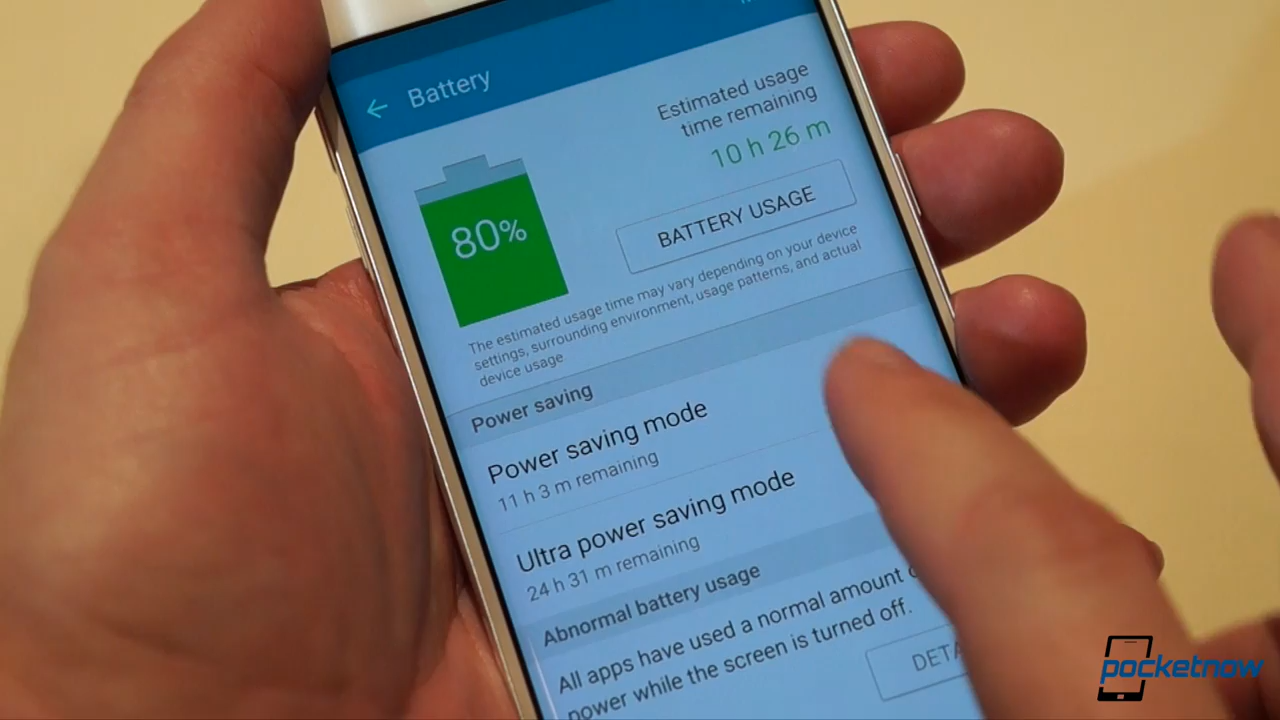 Battery
Estimated usage
time remaining
10 h 26 m
80%
BATTERY USAGE
The estimated usage time may vary depending on your device
settings, surrounding environment, usage patterns, and actual
device usage
Power saving
Power saving mode
11 h 3 m remaining
Ultra power saving mode
24 h 31 m remaining
Abnormal battery usage
All apps have used a normal amount
power while the screen is turned off.
pocketnow